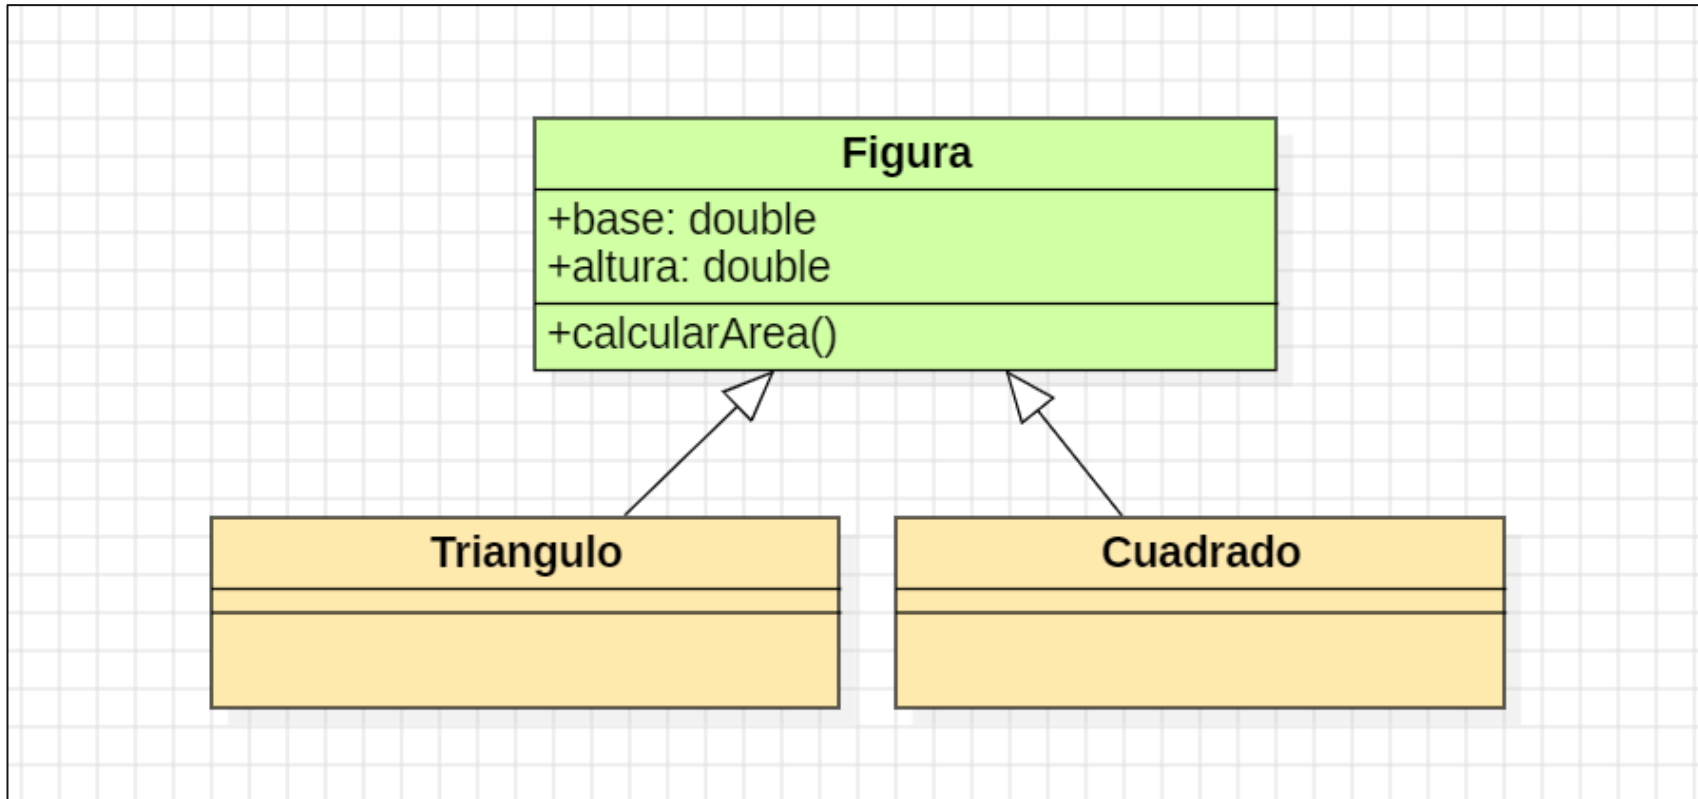 Figura
+base: double
+altura: double
+calcularArea()
Triangulo
Cuadrado